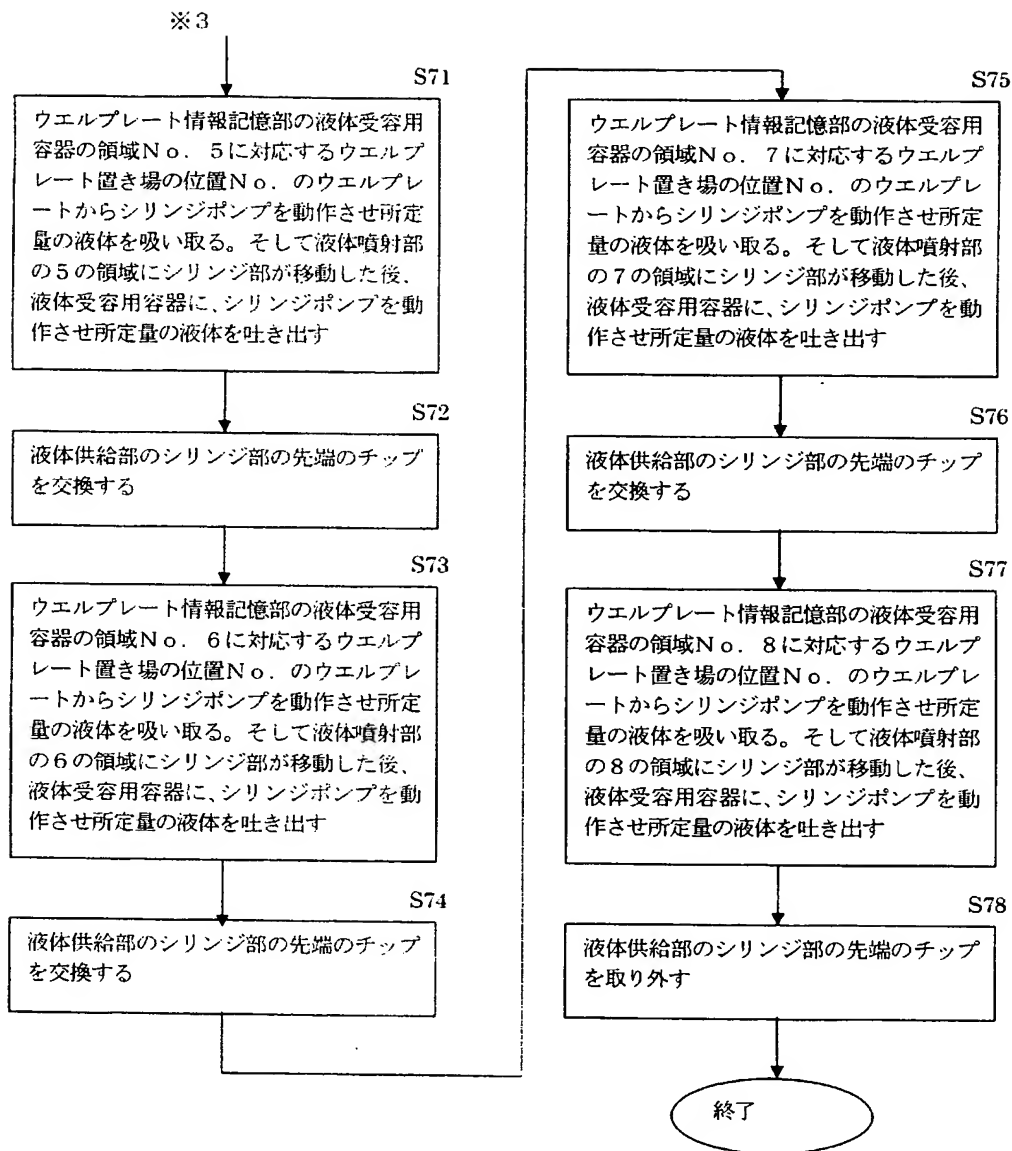 ※3
S71
ウエルプレート情報記憶部の液体受容用
容器の領域No．5に対応するウエルプ
レート置き場の位置No．のウエルプレ
ートからシリンジポンプを動作させ所定
量の液体を吸い取る。そして液体噴射部
の5の領域にシリンジ部が移動した後、
液体受容用容器に、シリンジポンプを動
作させ所定量の液体を吐き出す
S72
液体供給部のシリンジ部の先端のチップ
を交換する
S73
ウエルプレート情報記憶部の液体受容用
容器の領域No．6に対応するウエルプ
レート置き場の位置No．のウエルプレ
ートからシリンジポンプを動作させ所定
量の液体を吸い取る。そして液体噴射部
の6の領域にシリンジ部が移動した後、
液体受容用容器に、シリンジポンプを動
作させ所定量の液体を吐き出す
S74
液体供給部のシリンジ部の先端のチップ
を交換する
S75
ウエルプレート情報記憶部の液体受容用
容器の領域No．7に対応するウエルプ
レート置き場の位置No．のウエルプレ
ートからシリンジポンプを動作させ所定
量の液体を吸い取る。そして液体噴射部
の7の領域にシリンジ部が移動した後、
液体受容用容器に、シリンジポンプを動
作させ所定量の液体を吐き出す
S76
液体供給部のシリンジ部の先端のチップ
を交換する
S77
ウエルプレート情報記憶部の液体受容用
容器の領域No．8に対応するウエルプ
レート置き場の位置No．のウエルプレ
ートからシリンジポンプを動作させ所定
量の液体を吸い取る。そして液体噴射部
の8の領域にシリンジ部が移動した後、
液体受容用容器に、シリンジポンプを動
作させ所定量の液体を吐き出す
S78
液体供給部のシリンジ部の先端のチップ
を取り外す
終了